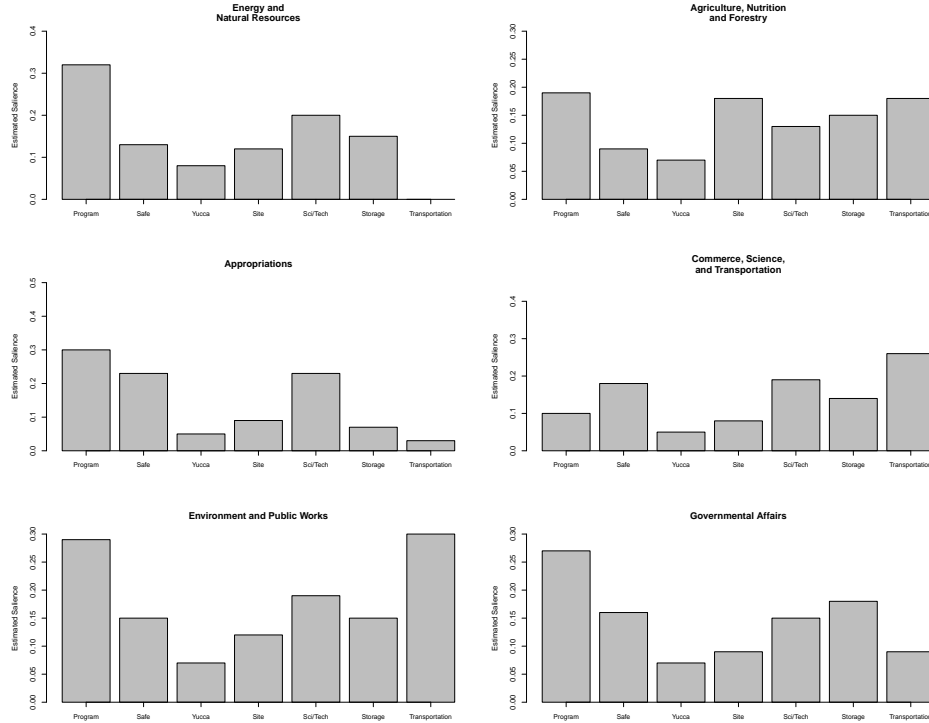 Energy and
Natural Resources
Estimated Salience
0.4
0.3
0.2
0.1
0.0
Program Safe Yucca Site Sci/Tech Storage Transportation
Agriculture, Nutrition
and Forestry
Estimated Salience
0.30
0.25
0.20
0.15
0.10
0.05
0.00
Program Safe Yucca Site Sci/Tech Storage Transportation
Appropriations
Estimated Salience
0.5
0.4
0.3
0.2
0.1
0.0
Program Safe Yucca Site Sci/Tech Storage Transportation
Commerce, Science,
and Transportation
Estimated Salience
0.4
0.3
0.2
0.1
0.0
Program Safe Yucca Site Sci/Tech Storage Transportation
Environment and Public Works
Estimated Salience
0.30
0.25
0.20
0.15
0.10
0.05
0.00
Program Safe Yucca Site Sci/Tech Storage Transportation
Governmental Affairs
Estimated Salience
0.30
0.25
0.20
0.15
0.10
0.05
0.00
Program Safe Yucca Site Sci/Tech Storage Transportation